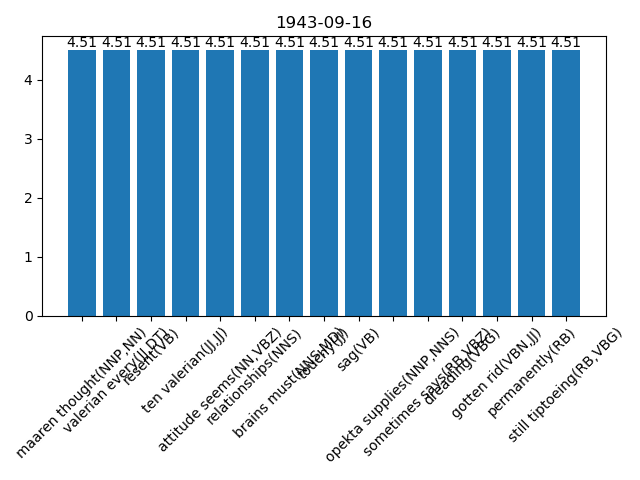 1943-09-16
4.51 4.51 4.51 4.51 4.51 4.51 4.51 4.51 4.51 4.51 4.51 4.51 4.51 4.51 4.51
4
3
2
1
0
maaren thought(NNP,NN)
valerian every(JJ,DT)
resent(VB)
ten valerian(JJ,JJ)
attitude seems(NN,VBZ)
relationships(NNS)
brains must(NNS,MD)
sag(VB)
opekta supplies(NNP,NNS)
sometimes says(RB,VBZ)
dreading(VBG)
gotten rid(VBN,JJ)
permanently(RB)
still tiptoeing(RB,VBG)